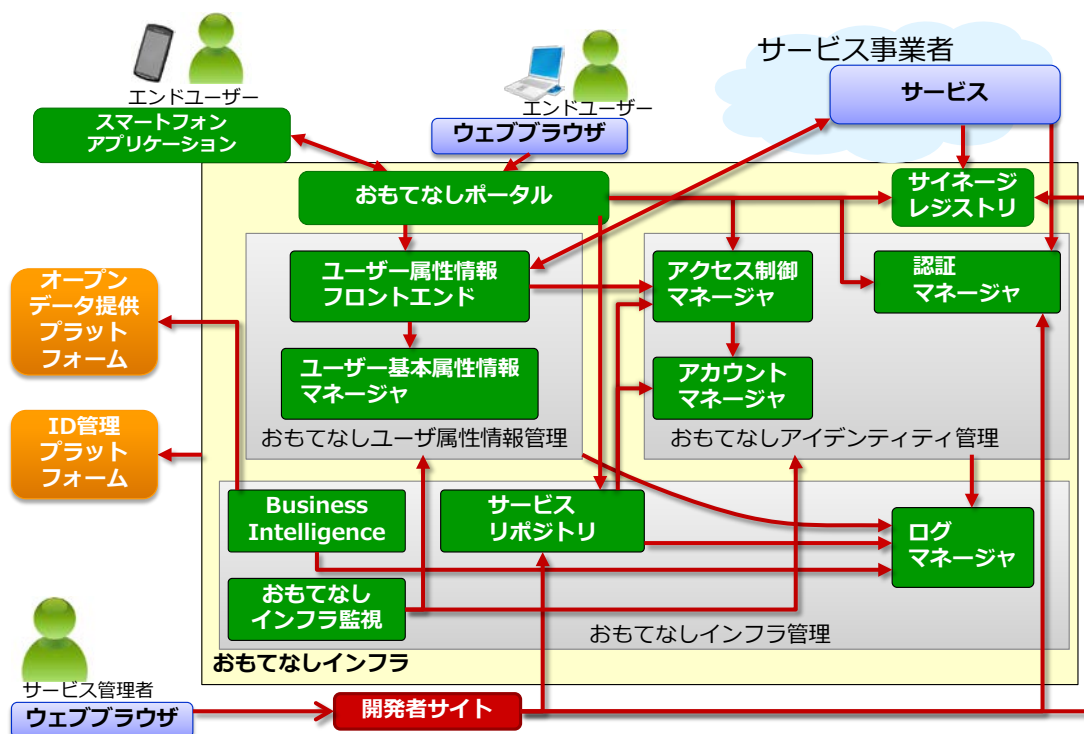 エンドユーザー
スマートフォン
アプリケーション
エンドユーザー
ウェブブラウザ
サービス事業者
サービス
おもてなしポータル
サイネージ
レジストリ
ユーザー属性情報
フロントエンド
アクセス制御
マネージャ
認証
マネージャ
オープン
データ提供
プラット
フォーム
ユーザー基本属性情報
マネージャ
アカウント
マネージャ
おもてなしユーザ属性情報管理
おもてなしアイデンティティ管理
ID管理
プラット
フォーム
Business
Intelligence
サービス
リポジトリ
ログ
マネージャ
おもてなし
インフラ監視
おもてなしインフラ管理
おもてなしインフラ
サービス管理者
ウェブブラウザ
開発者サイト